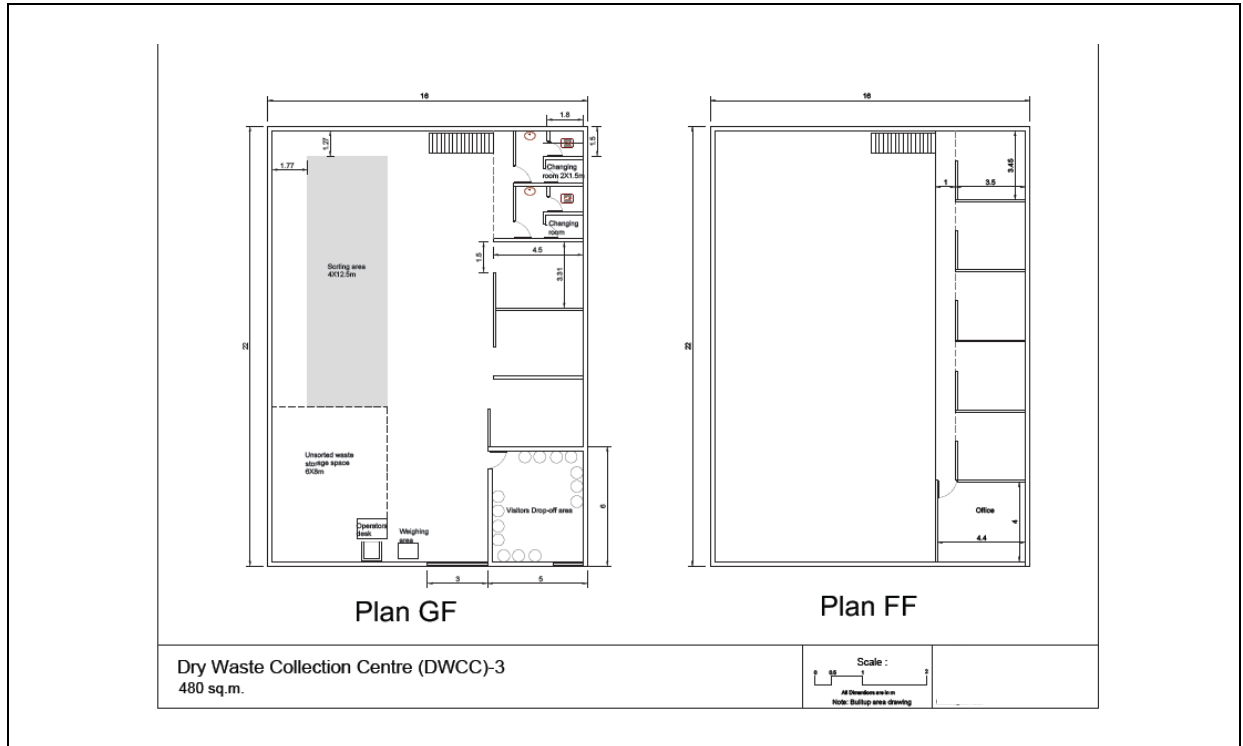 16
1.8
1.27
1.5
1.77
Changing
room 2X1.5m
Changing
room
4.5
1.5
3.31
Sorting area
4X12.5m
22
Unsorted waste
storage space
6X8m
Operators
desk
Weighing
area
Visitors Drop-off area
6
3
5
Plan GF
16
3.45
1
3.5
22
Office
4
4.4
Plan FF
Dry Waste Collection Centre (DWCC)-3
480 sq.m.
Scale :
0 0.5 1 2
All Dimentions are in m
Note: Builtup area drawing